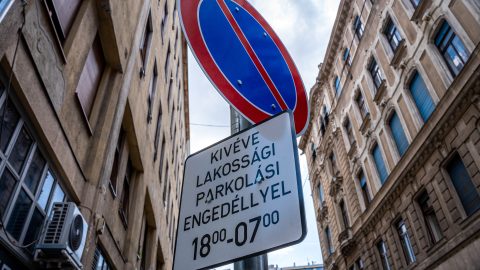 KIVÉVE
LAKOSSÁGI
PARKOLÁSI
ENGEDÉLLYEL
18⁰⁰-07⁰⁰